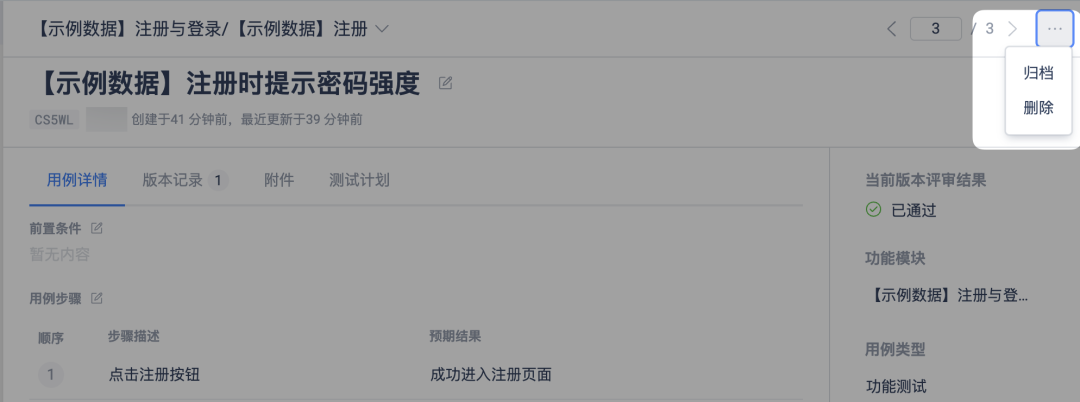 【示例数据】注册与登录/【示例数据】注册
3 / 3 ···
归档
删除
【示例数据】注册时提示密码强度
CS5WL 创建于41 分钟前，最近更新于39 分钟前
用例详情 版本记录 1 附件 测试计划
前置条件
暂无内容
用例步骤
顺序 步骤描述 预期结果
1 点击注册按钮 成功进入注册页面
当前版本评审结果
已通过
功能模块
【示例数据】注册与登...
用例类型
功能测试